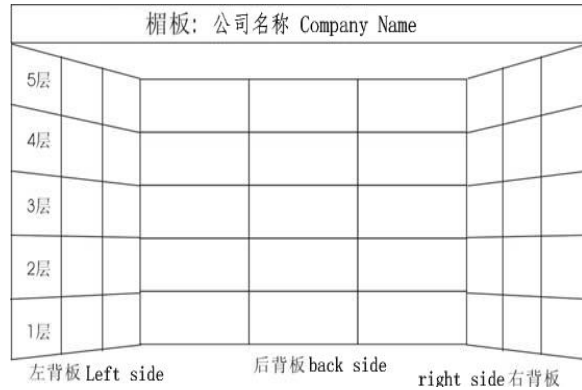 楣板: 公司名称 Company Name
5层
4层
3层
2层
1层
左背板 Left side
后背板 back side
right side 右背板